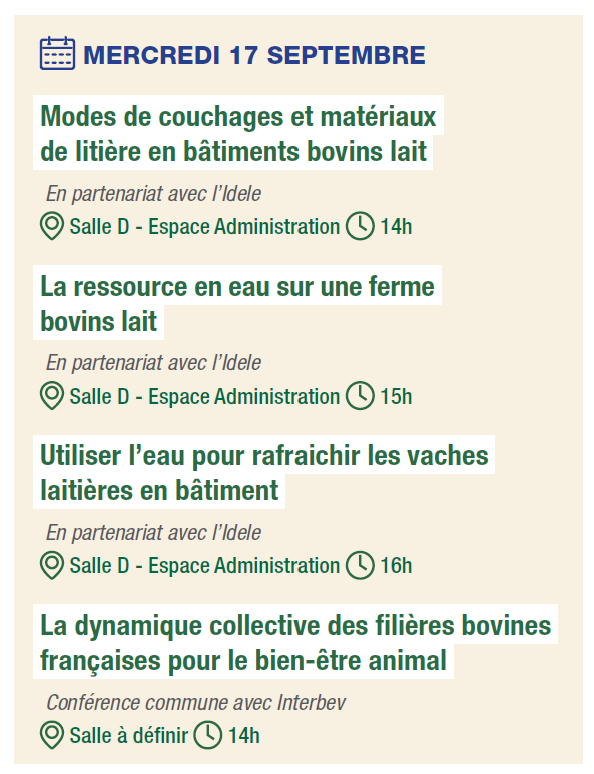 MERCREDI 17 SEPTEMBRE
Modes de couchages et matériaux
de litière en bâtiments bovins lait
En partenariat avec l’Idele
Salle D - Espace Administration 14h
La ressource en eau sur une ferme
bovins lait
En partenariat avec l’Idele
Salle D - Espace Administration 15h
Utiliser l’eau pour rafraichir les vaches
laitières en bâtiment
En partenariat avec l’Idele
Salle D - Espace Administration 16h
La dynamique collective des filières bovines
françaises pour le bien-être animal
Conférence commune avec Interbev
Salle à définir 14h